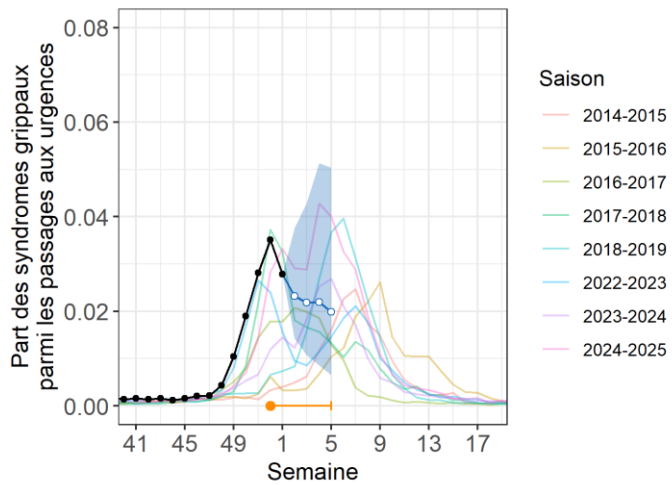 0.08
0.06
0.04
0.02
0.00
Part des syndromes grippaux
parmi les passages aux urgences
41 45 49 1 5 9 13 17
Semaine
Saison
2014-2015
2015-2016
2016-2017
2017-2018
2018-2019
2022-2023
2023-2024
2024-2025